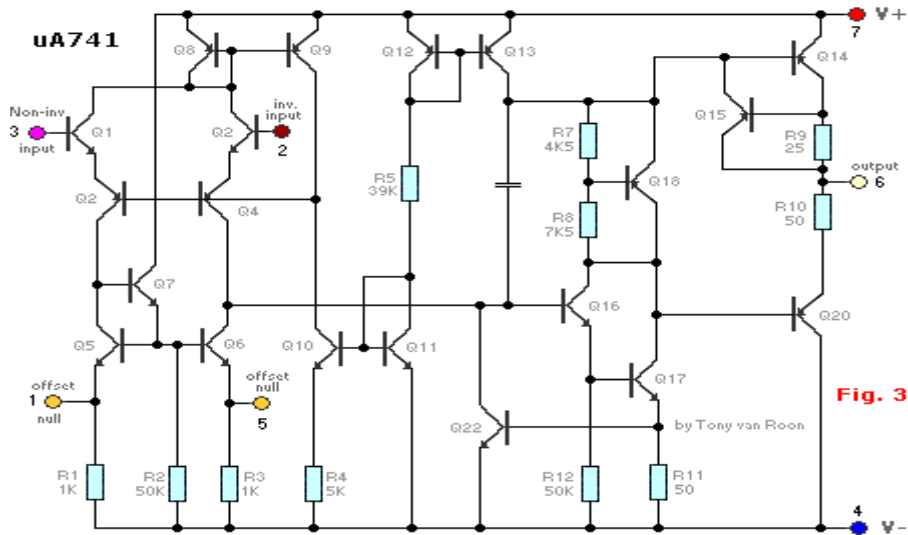 uA741
V+
7
Q8
Q9
Q12
Q13
Q14
Non-inv.
3
input
Q1
inv.
input
2
Q2
Q15
R7
4K5
R9
25
output
6
R5
39K
Q2
Q4
Q18
R8
7K5
R10
50
Q7
Q16
Q20
Q5
Q6
Q10
Q11
offset
1
null
offset
null
5
Q17
Fig. 3
Q22
by Tony van Roon
R1
1K
R2
50K
R3
1K
R4
5K
R12
50K
R11
50
4
V-